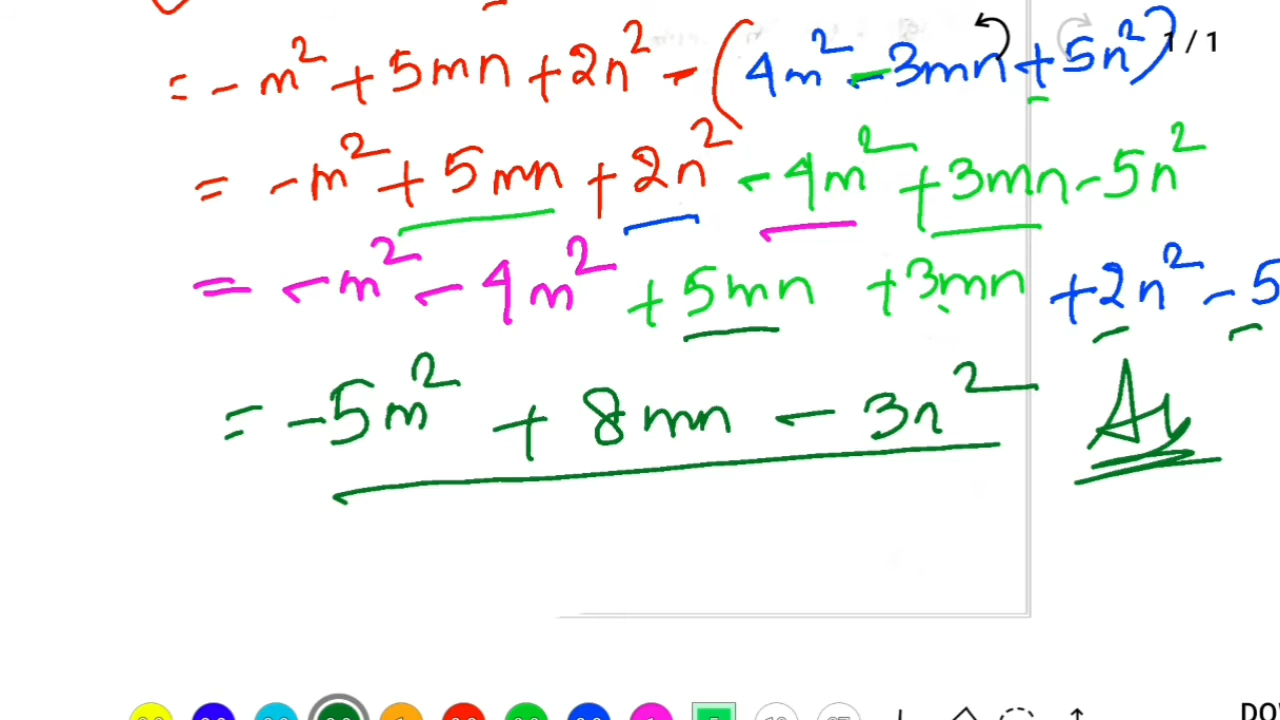 = - m² + 5mn + 2n² - (4m² - 3mn + 5n²)
1 / 1
= - m² + 5mn + 2n² - 4m² + 3mn - 5n²
= - m² - 4m² + 5mn + 3mn + 2n² - 5
= - 5m² + 8mn - 3n²